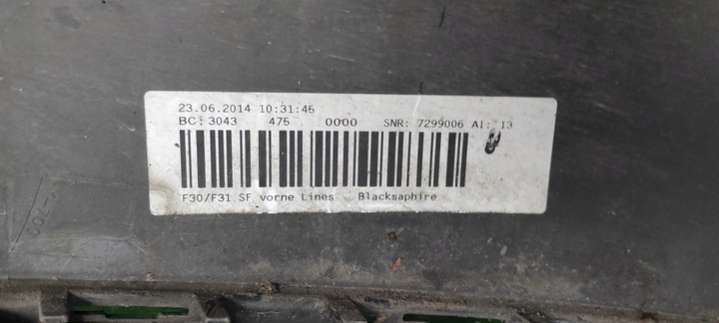 23.06.2014 10:31:46
BC: 3043 475 0000 SNR: 7299006 AI: 13
F30/F31 SF vorne Lines Blacksaphire